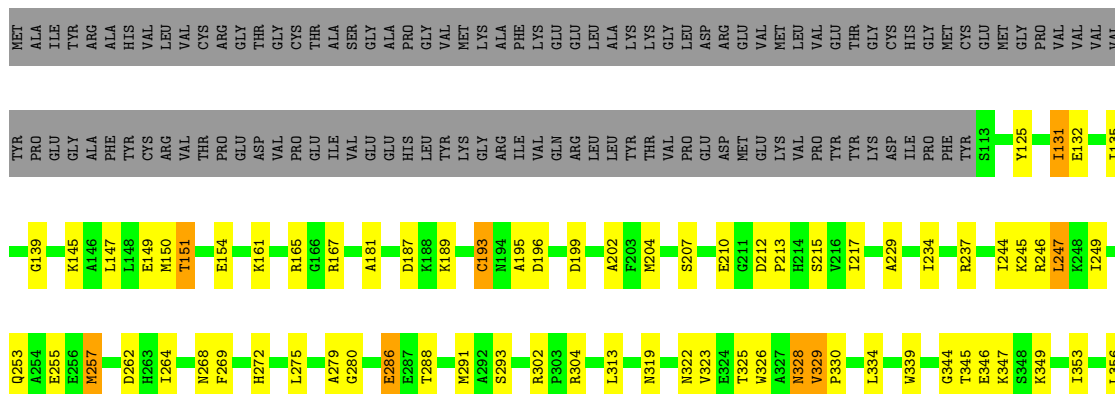 MET ALA ILE TYR ARG ALA HIS VAL LEU VAL CYS ARG GLY THR GLY CYS THR ALA SER GLY ALA PRO GLY VAL MET LYS ALA PHE LYS GLU GLU LEU ALA LYS LYS GLY LEU ASP ARG GLU VAL MET LEU VAL GLU THR GLY CYS HIS GLY MET CYS GLU MET GLY PRO VAL VAL VAL VAL
TYR PRO GLU GLY ALA PHE TYR CYS ARG VAL THR PRO GLU ASP VAL PRO GLU ILE VAL GLU GLU HIS LEU TYR LYS GLY ARG ILE VAL GLN ARG LEU LEU TYR THR VAL PRO GLU ASP MET GLU LYS VAL PRO TYR TYR LYS ASP ILE PRO PHE TYR S113 Y125 I131 E132 I135
G139 K145 A146 L147 L148 E149 M150 T151 E154 K161 R165 G166 R167 A181 D187 K188 K189 C193 N194 A195 D196 D199 A202 F203 M204 S207 E210 G211 D212 P213 H214 S215 V216 I217 A229 I234 R237 I244 K245 R246 L247 K248 I249
Q253 A254 E255 E256 M257 D262 H263 I264 N268 F269 H272 L275 A279 G280 E286 E287 T288 M291 A292 S293 R302 P303 R304 L313 N319 N322 V323 E324 T325 W326 A327 N328 V329 P330 L334 W339 G344 T345 E346 K347 S348 K349 I353